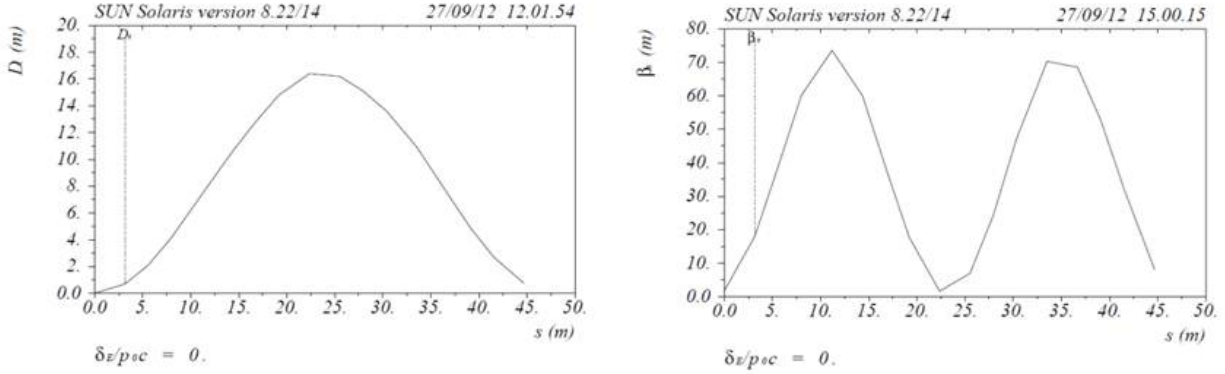 SUN Solaris version 8.22/14 27/09/12 12.01.54
D (m)
20.
18.
16.
14.
12.
10.
8.
6.
4.
2.
0.0
0.0 5. 10. 15. 20. 25. 30. 35. 40. 45. 50.
s (m)
δE/p0c = 0.
SUN Solaris version 8.22/14 27/09/12 15.00.15
β (m)
80.
70.
60.
50.
40.
30.
20.
10.
0.0
0.0 5. 10. 15. 20. 25. 30. 35. 40. 45. 50.
s (m)
δE/p0c = 0.